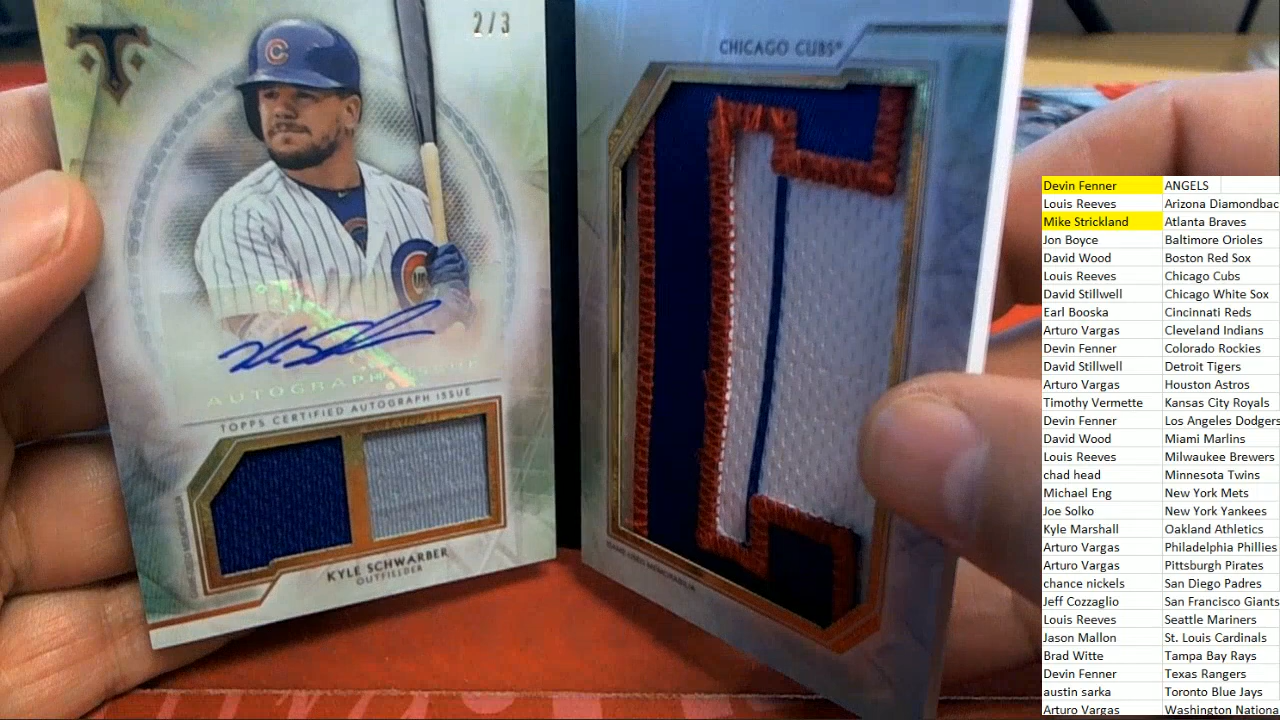 2/3
CHICAGO CUBS®
AUTOGRAPH ISSUE
TOPPS CERTIFIED AUTOGRAPH ISSUE
KYLE SCHWARBER
OUTFIELDER
GAME-USED MEMORABILIA
Devin Fenner ANGELS
Louis Reeves Arizona Diamondbac
Mike Strickland Atlanta Braves
Jon Boyce Baltimore Orioles
David Wood Boston Red Sox
Louis Reeves Chicago Cubs
David Stillwell Chicago White Sox
Earl Booska Cincinnati Reds
Arturo Vargas Cleveland Indians
Devin Fenner Colorado Rockies
David Stillwell Detroit Tigers
Arturo Vargas Houston Astros
Timothy Vermette Kansas City Royals
Devin Fenner Los Angeles Dodgers
David Wood Miami Marlins
Louis Reeves Milwaukee Brewers
chad head Minnesota Twins
Michael Eng New York Mets
Joe Solko New York Yankees
Kyle Marshall Oakland Athletics
Arturo Vargas Philadelphia Phillies
Arturo Vargas Pittsburgh Pirates
chance nickels San Diego Padres
Jeff Cozzaglio San Francisco Giants
Louis Reeves Seattle Mariners
Jason Mallon St. Louis Cardinals
Brad Witte Tampa Bay Rays
Devin Fenner Texas Rangers
austin sarka Toronto Blue Jays
Arturo Vargas Washington Nationa